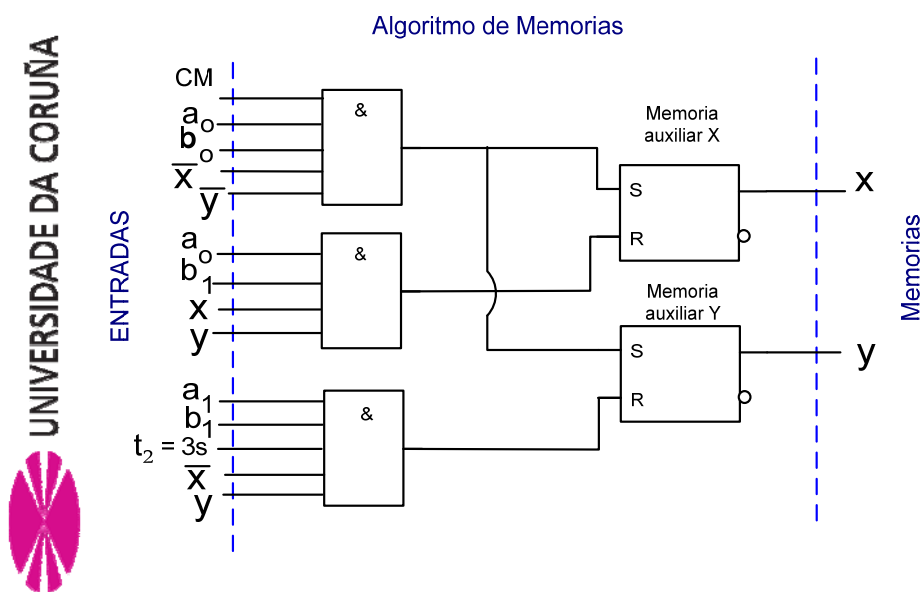 Algoritmo de Memorias
UNIVERSIDADE DA CORUÑA
ENTRADAS
CM
a₀
b₀
x̅
y̅
&
a₀
b₁
x
y
&
a₁
b₁
t₂ = 3s
x̅
y
&
Memoria
auxiliar X
S
R
x
Memoria
auxiliar Y
S
R
y
Memorias